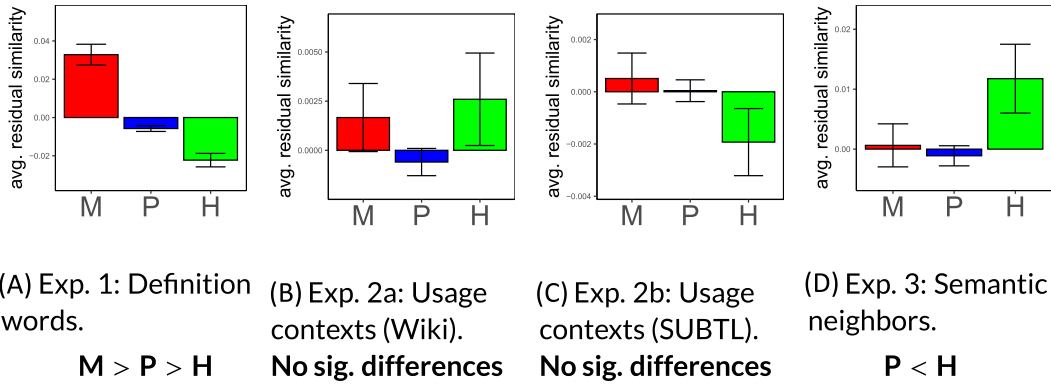 avg. residual similarity
0.04
0.02
0.00
−0.02
M P H
avg. residual similarity
0.0050
0.0025
0.0000
M P H
avg. residual similarity
0.002
0.000
−0.002
−0.004
M P H
avg. residual similarity
0.02
0.01
0.00
M P H
(A) Exp. 1: Definition
words.
M > P > H
(B) Exp. 2a: Usage
contexts (Wiki).
No sig. differences
(C) Exp. 2b: Usage
contexts (SUBTL).
No sig. differences
(D) Exp. 3: Semantic
neighbors.
P < H